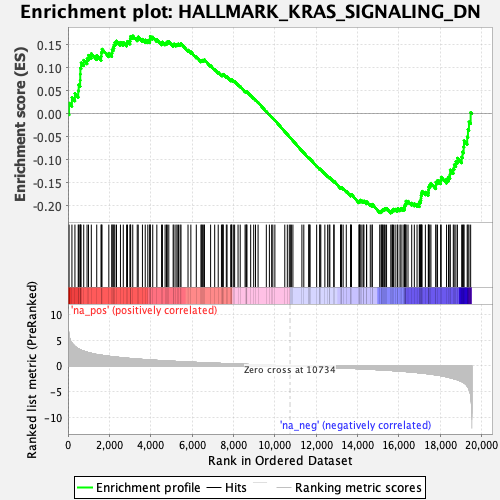 Enrichment plot: HALLMARK_KRAS_SIGNALING_DN
Enrichment score (ES)
0.15
0.10
0.05
0.00
-0.05
-0.10
-0.15
-0.20
Ranked list metric (PreRanked)
'na_pos' (positively correlated)
10
5
0
-5
-10
Zero cross at 10734
'na_neg' (negatively correlated)
0
2,000
4,000
6,000
8,000
10,000
12,000
14,000
16,000
18,000
20,000
Rank in Ordered Dataset
Enrichment profile
Hits
Ranking metric scores